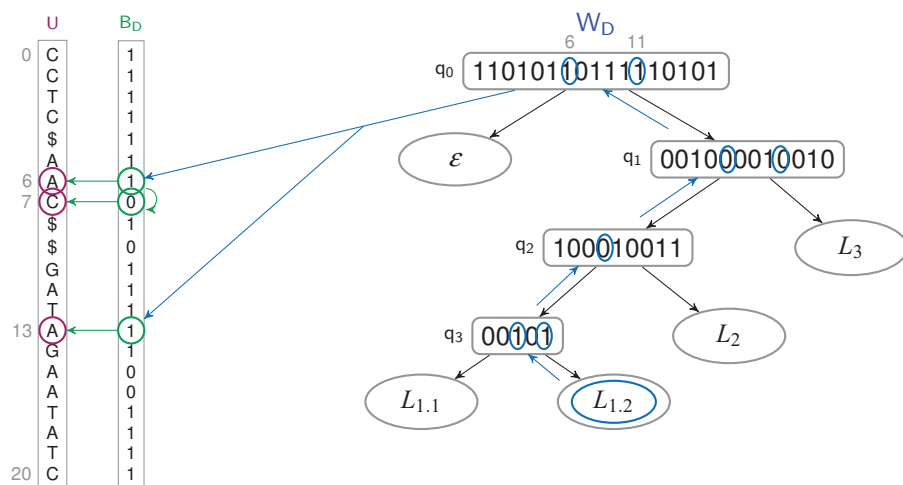 U B_D W_D
6 11
0 C 1
C 1
T 1
C 1
$ 1
A 1
6 A 1
7 C 0
$ 1
$ 0
G 1
A 1
T 1
13 A 1
G 1
A 0
A 0
T 1
A 1
T 1
20 C 1
q₀ 11010110111110101
ε
q₁ 001000010010
q₂ 100010011
L₃
q₃ 00101
L₂
L₁.₁
L₁.₂